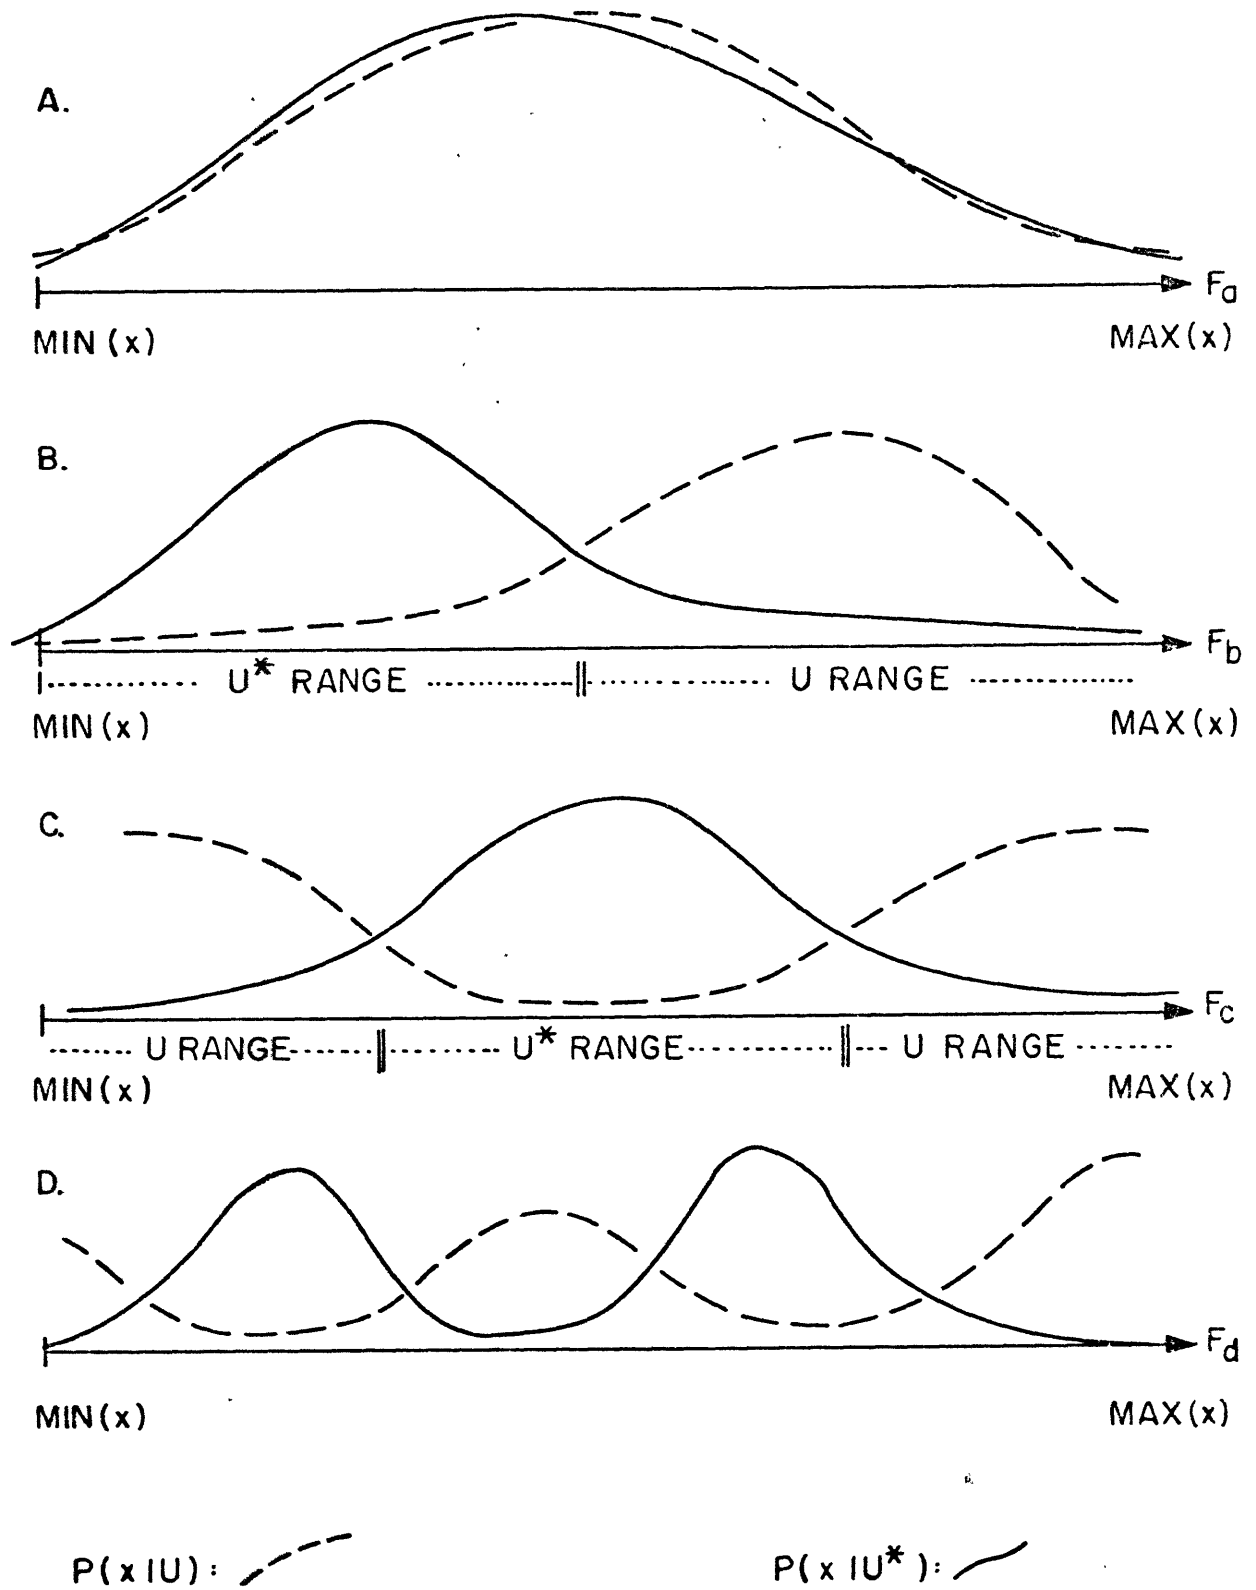 A.
Fa
MIN (x) MAX (x)
B.
Fb
U* RANGE U RANGE
MIN (x) MAX (x)
C.
Fc
U RANGE U* RANGE U RANGE
MIN (x) MAX (x)
D.
Fd
MIN (x) MAX (x)
P(x|U): P(x|U*):